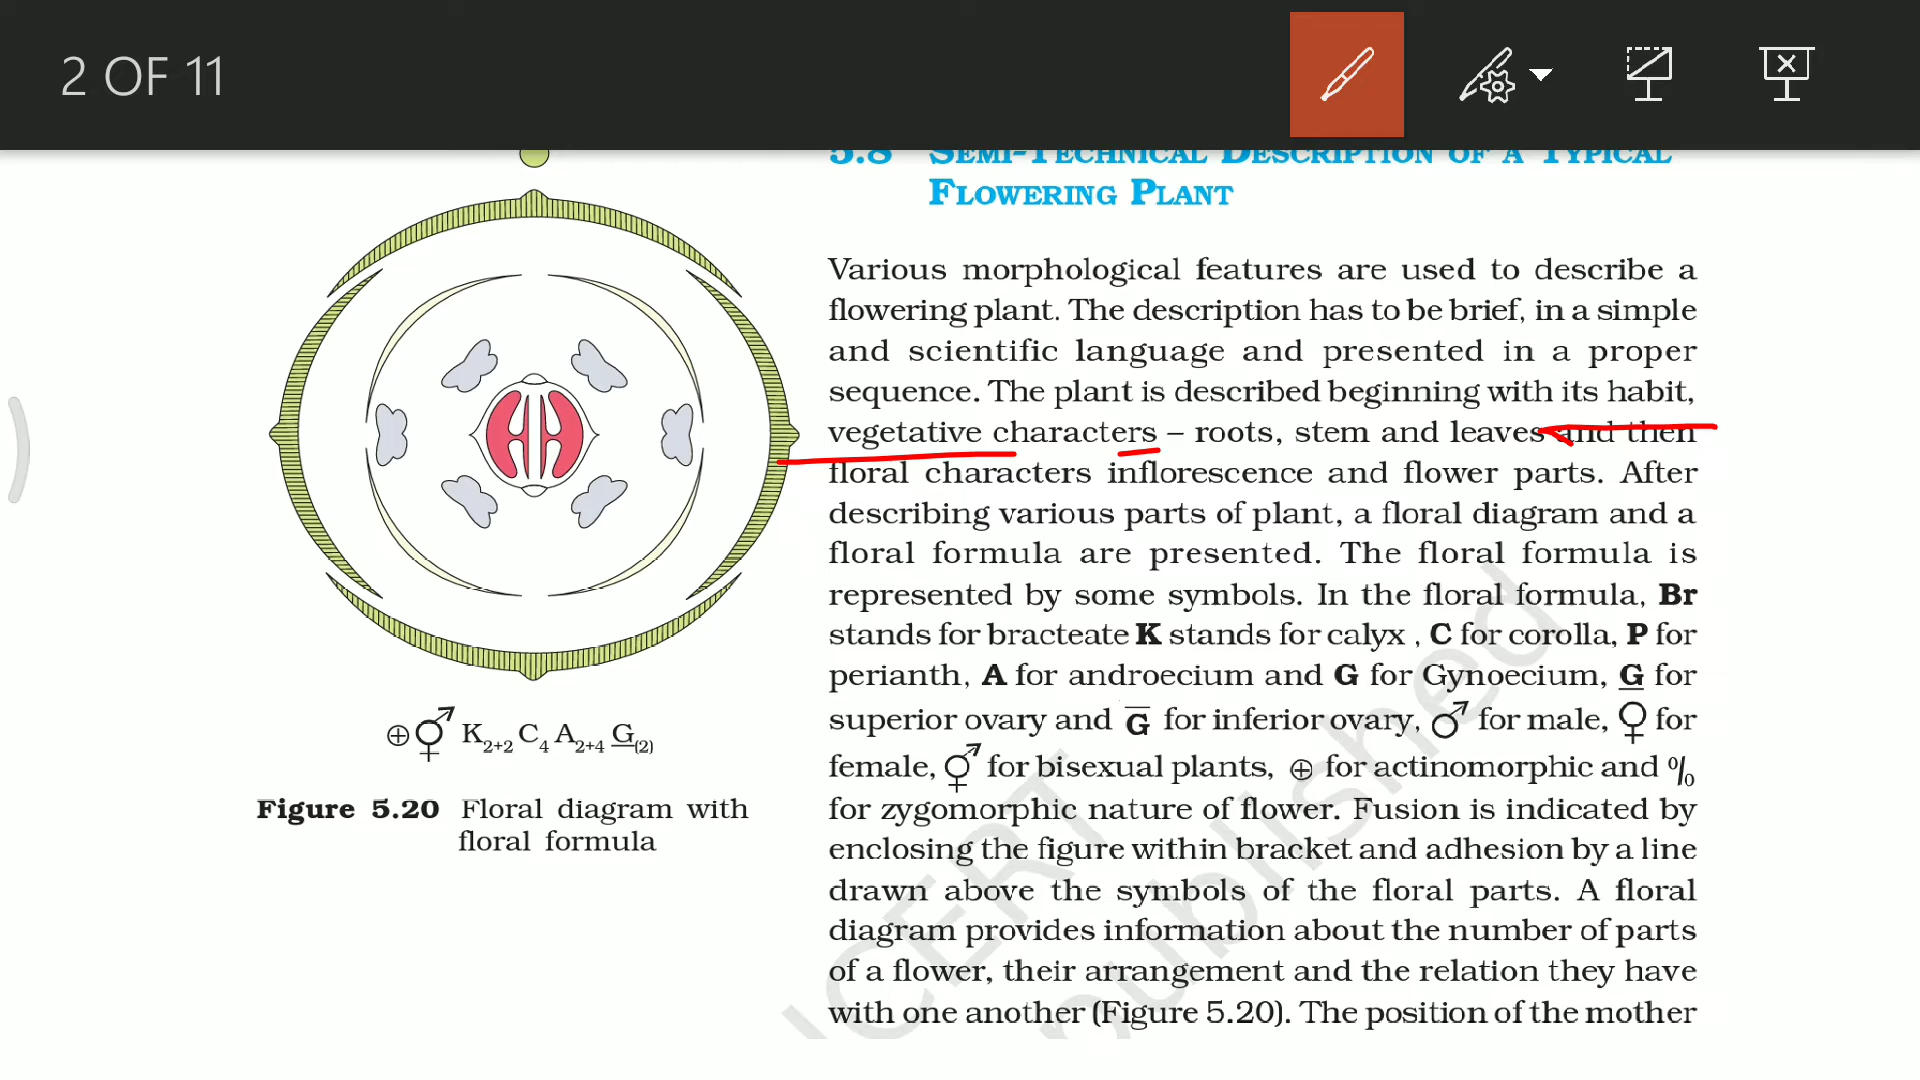 2 OF 11
5.8 SEMI-TECHNICAL DESCRIPTION OF A TYPICAL
FLOWERING PLANT
Various morphological features are used to describe a
flowering plant. The description has to be brief, in a simple
and scientific language and presented in a proper
sequence. The plant is described beginning with its habit,
vegetative characters – roots, stem and leaves and then
floral characters inflorescence and flower parts. After
describing various parts of plant, a floral diagram and a
floral formula are presented. The floral formula is
represented by some symbols. In the floral formula, Br
stands for bracteate K stands for calyx , C for corolla, P for
perianth, A for androecium and G for Gynoecium, G̲ for
superior ovary and G̅ for inferior ovary, ♂ for male, ♀ for
female, ⚥ for bisexual plants, ⊕ for actinomorphic and % for zygomorphic nature of flower. Fusion is indicated by
enclosing the figure within bracket and adhesion by a line
drawn above the symbols of the floral parts. A floral
diagram provides information about the number of parts
of a flower, their arrangement and the relation they have
with one another (Figure 5.20). The position of the mother
⊕ ⚥ K₂₊₂ C₄ A₂₊₄ G̲₍₂₎
Figure 5.20 Floral diagram with
floral formula
NCERT
published